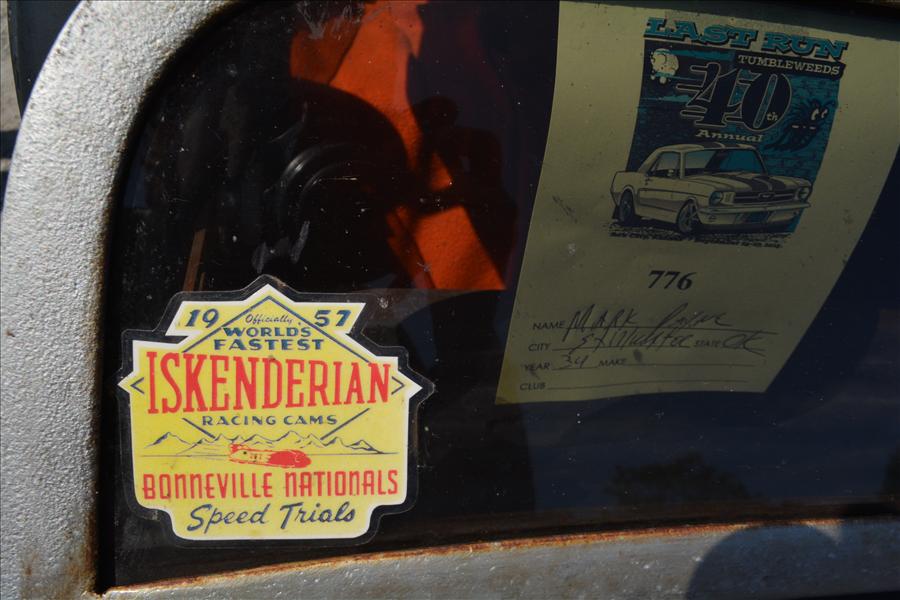 19 Officially 57
WORLD'S
FASTEST
ISKENDERIAN
RACING CAMS
BONNEVILLE NATIONALS
Speed Trials
LAST RUN
TUMBLEWEEDS
40th
Annual
776
NAME MARK
CITY STATE OK
YEAR 34 MAKE
CLUB